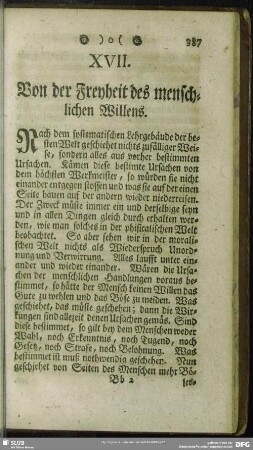 387
XVII.
Von der Freyheit des mensch-
lichen Willens.
Nach dem systematischen Lehrgebäude der be-
sten Welt geschiehet nichts zufälliger Wei-
se, sondern alles aus vorher bestimmten
Ursachen. Kämen diese bestimte Ursachen von
dem höchsten Werkmeister, so würden sie nicht
einander entgegen stossen und was sie auf der einen
Seite bauen auf der andern wieder niederreisen.
Der Zweck müste immer ein und derselbige seyn
und in allen Dingen gleich durch erhalten wer-
den, wie man solches in der phisicalischen Welt
beobachtet. So aber sehen wir in der morali-
schen Welt nichts als Wiederspruch Unord-
nung und Verwirrung. Alles laufft unter ein-
ander und wieder einander. Wären die Ursa-
chen der menschlichen Handlungen voraus be-
stimmet, so hätte der Mensch keinen Willen das
Gute zu wehlen und das Böse zu meiden. Was
geschiehet, das müste geschehen; dann die Wir-
kungen sind allezeit denen Ursachen gemäs. Sind
diese bestimmet, so gilt bey dem Menschen weder
Wahl, noch Erkenntnis, noch Tugend, noch
Gesetz, noch Strafe, noch Belohnung. Was
bestimmet ist muß nothwendig geschehen. Nun
geschiehet von Seiten des Menschen mehr Bö-
Bb 2
ses-
SLUB
DFG